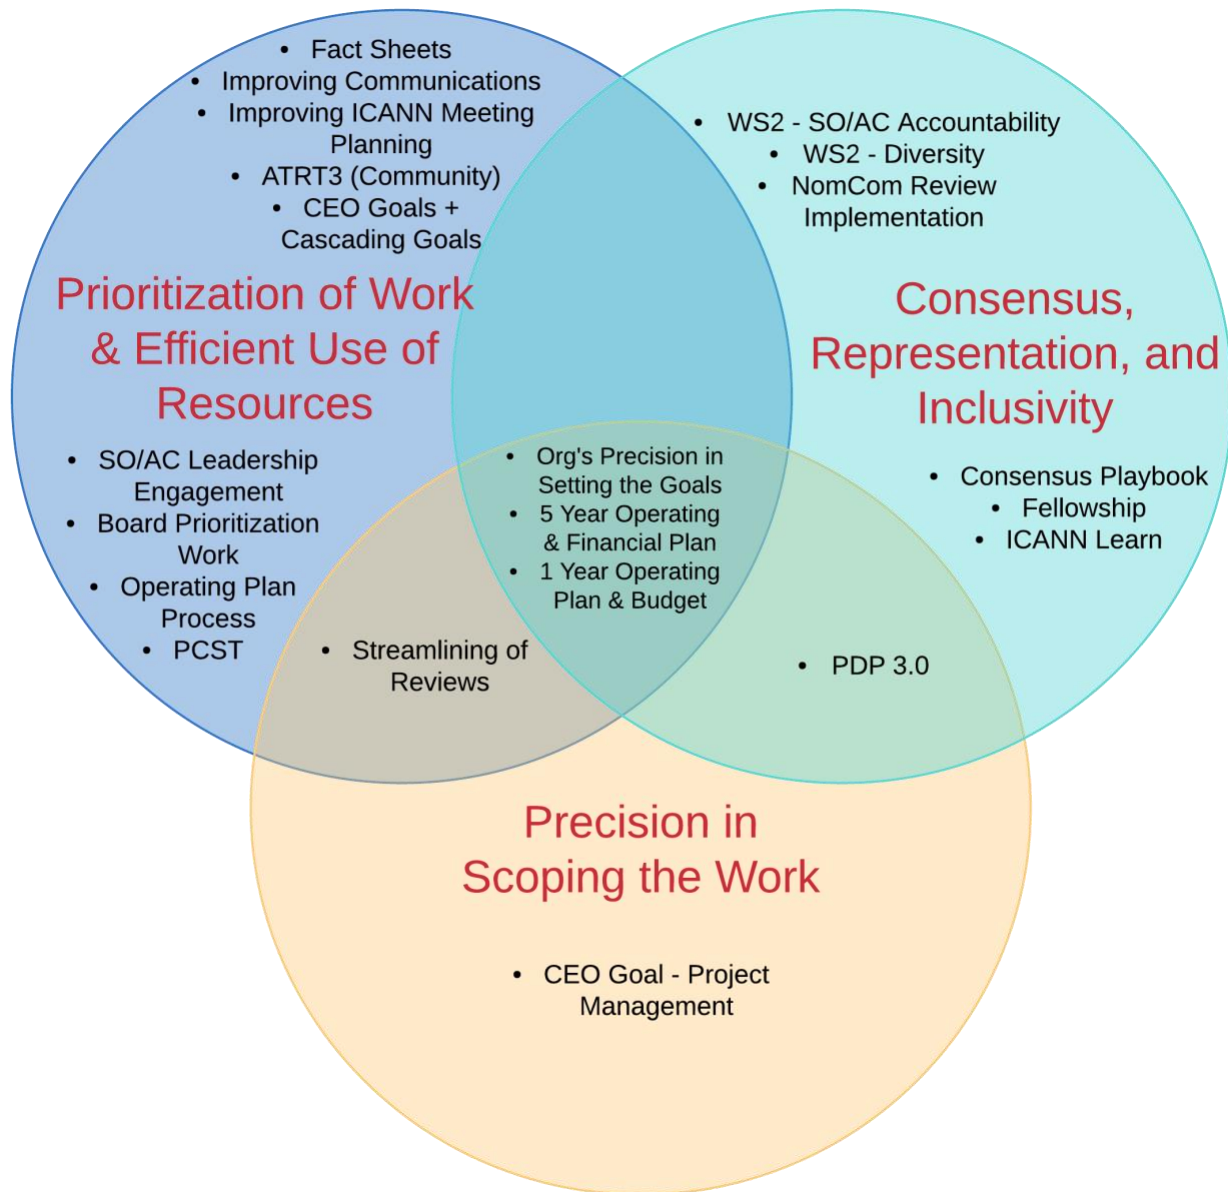 • Fact Sheets
• Improving Communications
• Improving ICANN Meeting
Planning
• ATRT3 (Community)
• CEO Goals +
Cascading Goals
Prioritization of Work
& Efficient Use of
Resources
• SO/AC Leadership
Engagement
• Board Prioritization
Work
• Operating Plan
Process
• PCST
• WS2 - SO/AC Accountability
• WS2 - Diversity
• NomCom Review
Implementation
Consensus,
Representation, and
Inclusivity
• Consensus Playbook
• Fellowship
• ICANN Learn
• Org's Precision in
Setting the Goals
• 5 Year Operating
& Financial Plan
• 1 Year Operating
Plan & Budget
• Streamlining of
Reviews
• PDP 3.0
Precision in
Scoping the Work
• CEO Goal - Project
Management